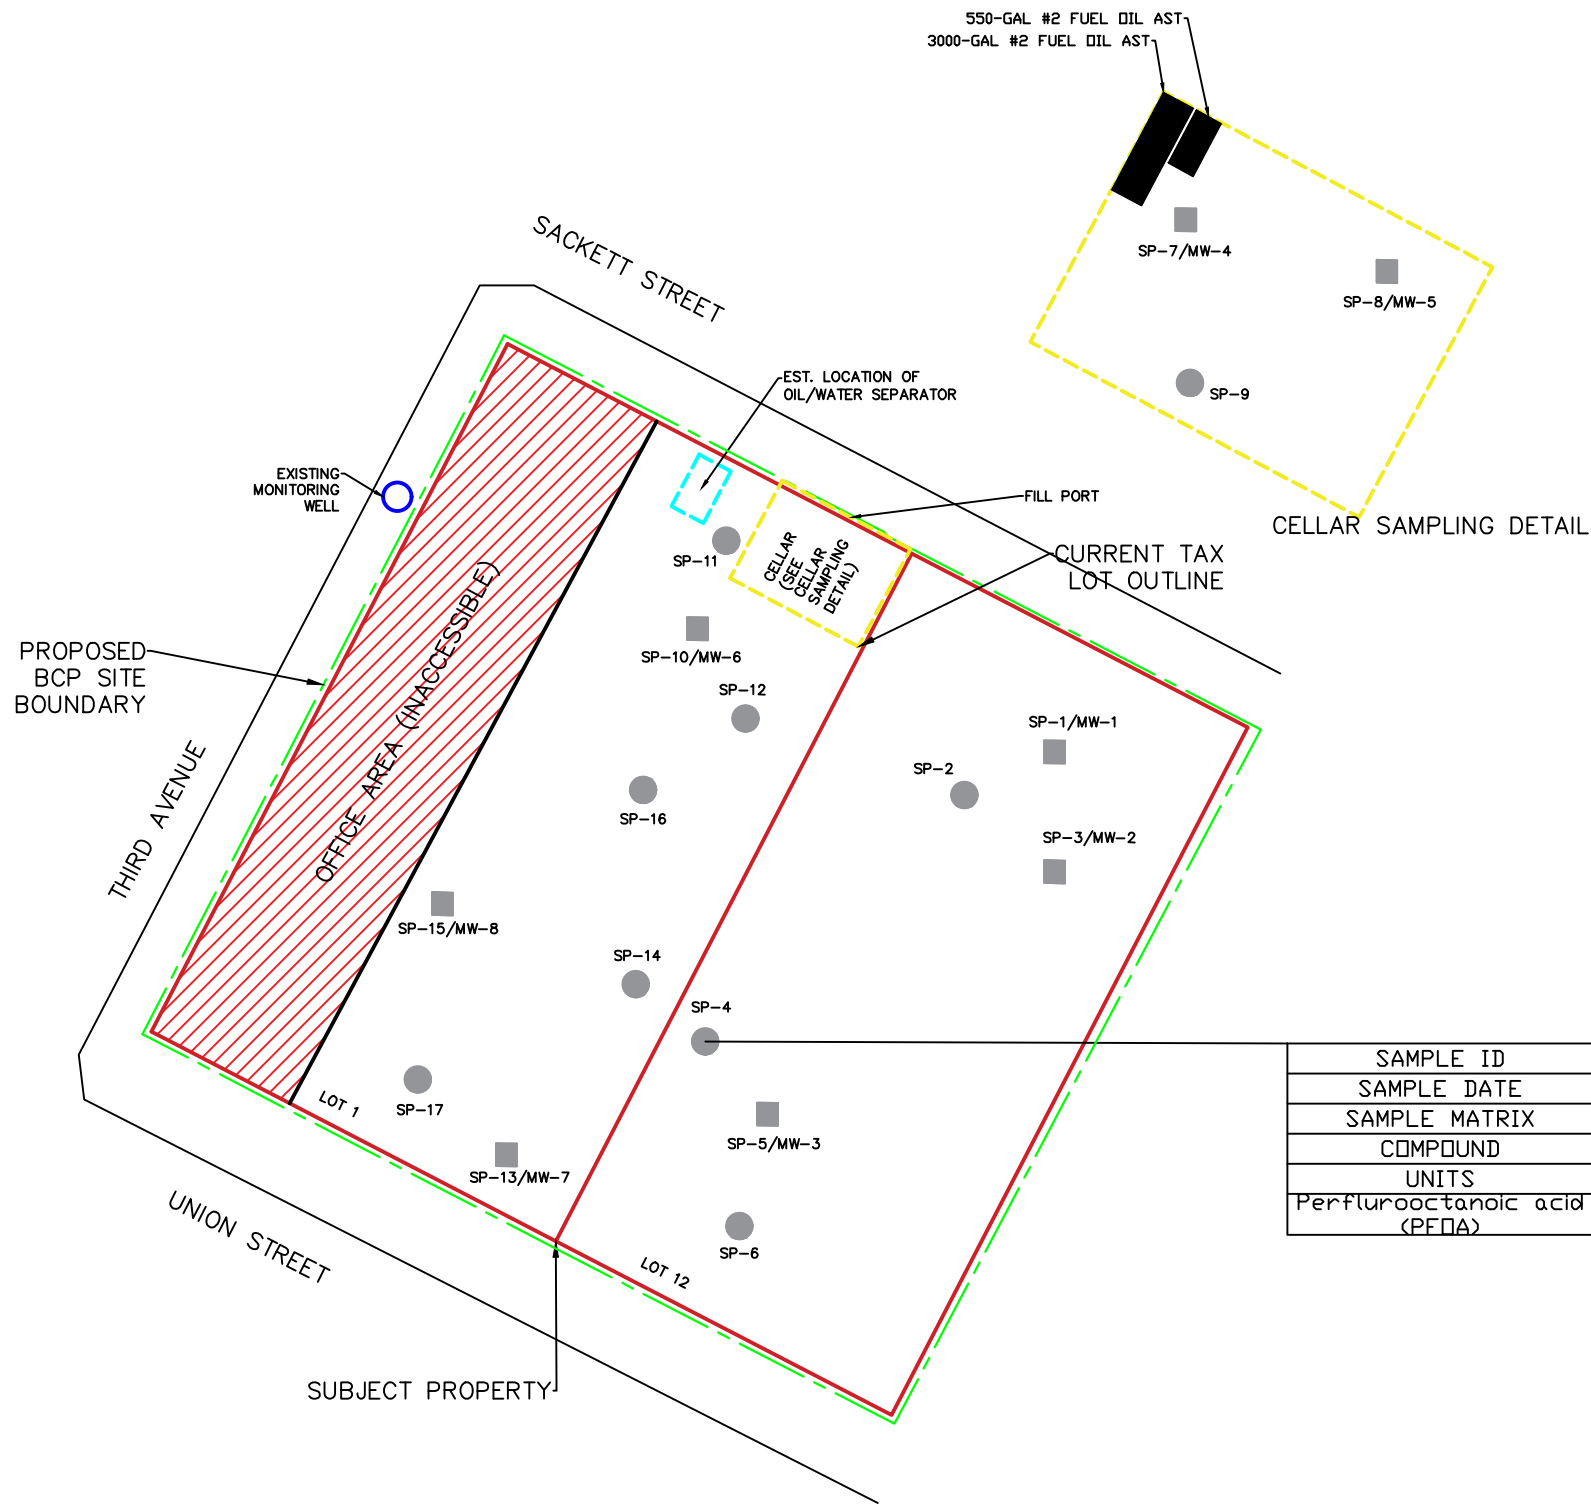 550-GAL #2 FUEL OIL AST
3000-GAL #2 FUEL OIL AST
SP-7/MW-4
SP-8/MW-5
SP-9
CELLAR SAMPLING DETAIL
SACKETT STREET
EST. LOCATION OF
OIL/WATER SEPARATOR
EXISTING
MONITORING
WELL
FILL PORT
CURRENT TAX
LOT OUTLINE
SP-11
CELLAR
(SEE
CELLAR
SAMPLING
DETAIL)
SP-10/MW-6
PROPOSED
BCP SITE
BOUNDARY
OFFICE AREA (INACCESSIBLE)
SP-12
SP-1/MW-1
SP-2
THIRD AVENUE
SP-16
SP-3/MW-2
SP-15/MW-8
SP-14
SP-4
SP-17
LOT 1
SP-5/MW-3
SP-13/MW-7
UNION STREET
SP-6
LOT 12
SUBJECT PROPERTY
SAMPLE ID
SAMPLE DATE
SAMPLE MATRIX
COMPOUND
UNITS
Perflurooctanoic acid
(PFOA)